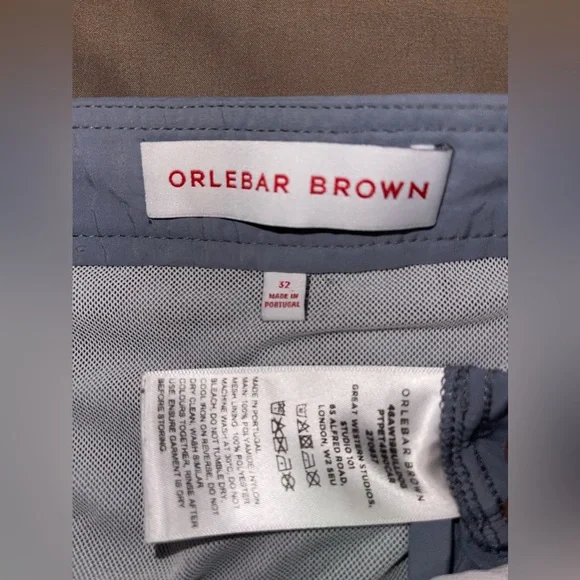 ORLEBAR BROWN
32
MADE IN
PORTUGAL
ORLEBAR BROWN
GREAT WESTERN STUDIOS,
STUDIO 101
65 ALFRED ROAD,
LONDON, W2 5EU
MADE IN PORTUGAL
MAIN: 100% POLYAMIDE / NYLON
MESH LINING: 100% POLYESTER
MACHINE WASH AT 30°C, DO NOT
BLEACH, DO NOT TUMBLE DRY,
COOL IRON ON REVERSE, DO NOT
DRY CLEAN, WASH SIMILAR
COLOURS TOGETHER, RINSE AFTER
USE. ENSURE GARMENT IS DRY
BEFORE STORING.